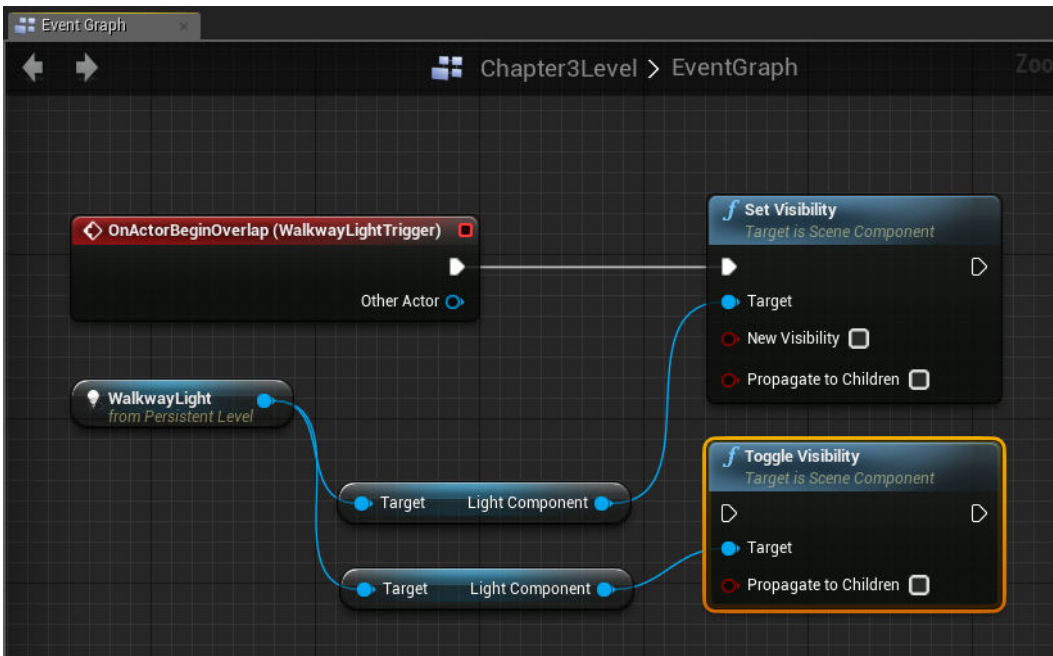 Event Graph
Chapter3Level > EventGraph
Zoo
OnActorBeginOverlap (WalkwayLightTrigger)
Other Actor
f Set Visibility
Target is Scene Component
Target
New Visibility
Propagate to Children
WalkwayLight
from Persistent Level
Target Light Component
Target Light Component
f Toggle Visibility
Target is Scene Component
Target
Propagate to Children